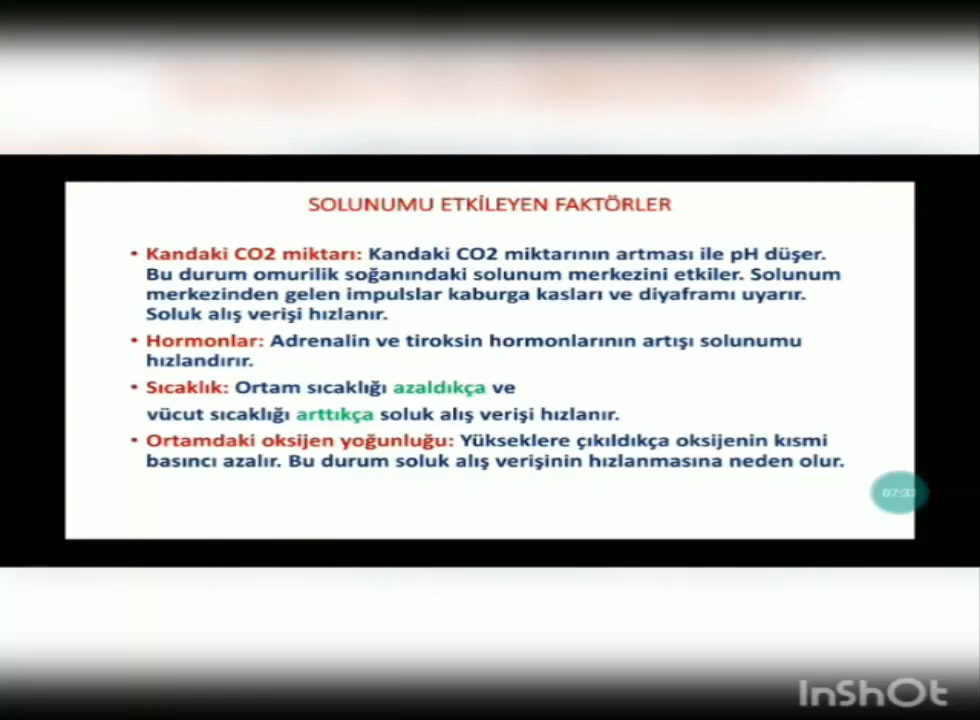 SOLUNUMU ETKİLEYEN FAKTÖRLER
• Kandaki CO2 miktarı: Kandaki CO2 miktarının artması ile pH düşer.
Bu durum omurilik soğanındaki solunum merkezini etkiler. Solunum
merkezinden gelen impulslar kaburga kasları ve diyaframı uyarır.
Soluk alış verişi hızlanır.
• Hormonlar: Adrenalin ve tiroksin hormonlarının artışı solunumu
hızlandırır.
• Sıcaklık: Ortam sıcaklığı azaldıkça ve
vücut sıcaklığı arttıkça soluk alış verişi hızlanır.
• Ortamdaki oksijen yoğunluğu: Yükseklere çıkıldıkça oksijenin kısmi
basıncı azalır. Bu durum soluk alış verişinin hızlanmasına neden olur.
InShOt